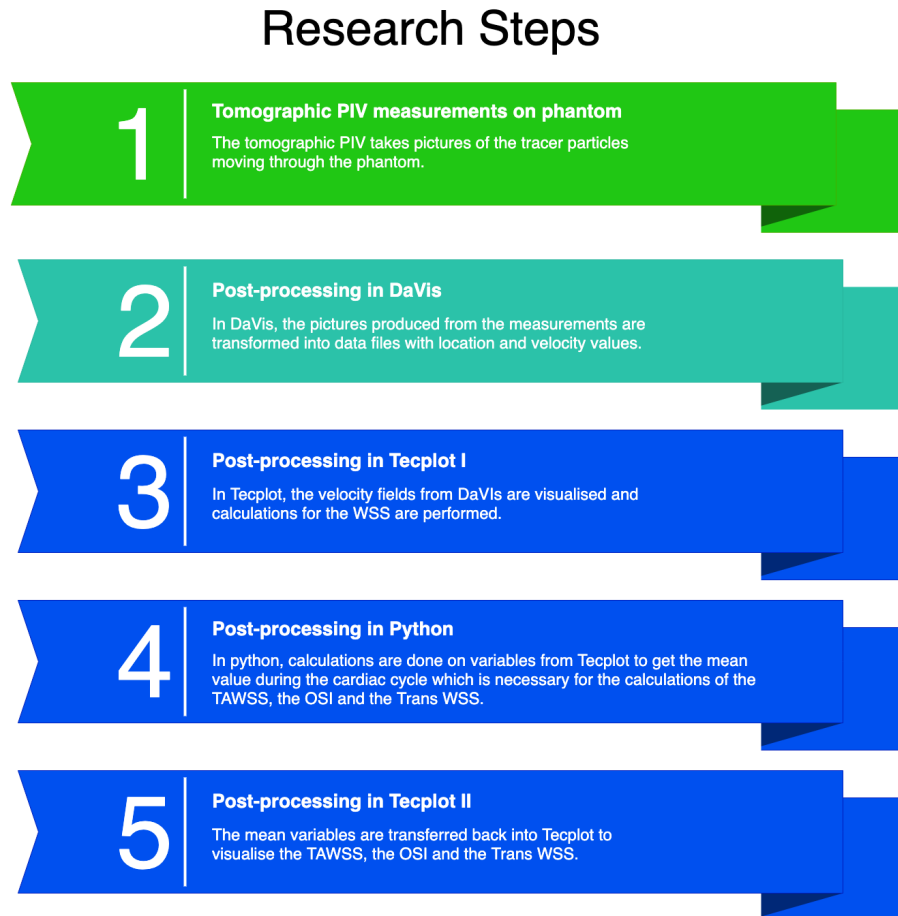 Research Steps
1
Tomographic PIV measurements on phantom
The tomographic PIV takes pictures of the tracer particles
moving through the phantom.
2
Post-processing in DaVis
In DaVis, the pictures produced from the measurements are
transformed into data files with location and velocity values.
3
Post-processing in Tecplot I
In Tecplot, the velocity fields from DaVIs are visualised and
calculations for the WSS are performed.
4
Post-processing in Python
In python, calculations are done on variables from Tecplot to get the mean
value during the cardiac cycle which is necessary for the calculations of the
TAWSS, the OSI and the Trans WSS.
5
Post-processing in Tecplot II
The mean variables are transferred back into Tecplot to
visualise the TAWSS, the OSI and the Trans WSS.